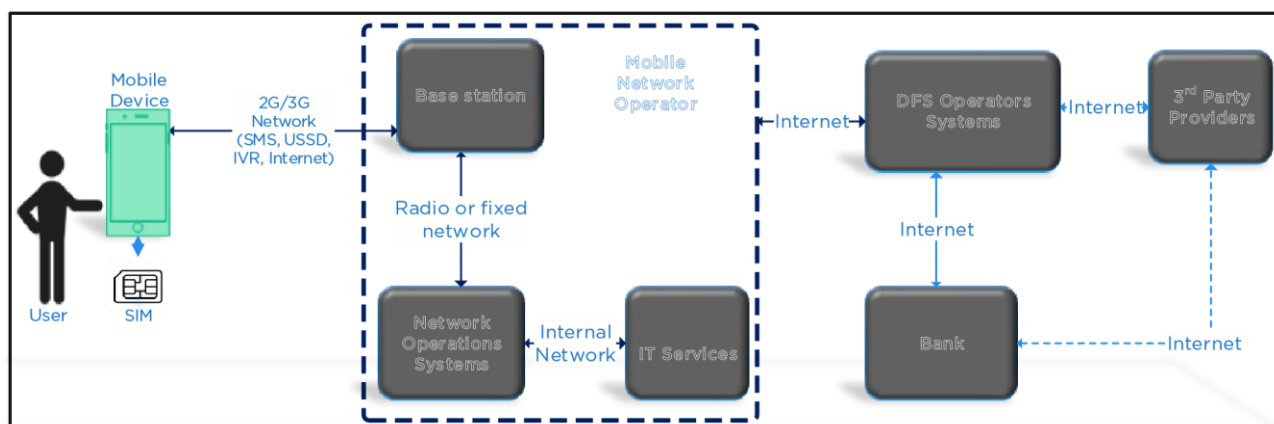 Mobile
Device
2G/3G
Network
(SMS, USSD,
IVR, Internet)
User
SIM
Base station
Mobile
Network
Operator
Radio or fixed
network
Network
Operations
Systems
Internal
Network
IT Services
Internet
DFS Operators
Systems
Internet
3rd Party
Providers
Internet
Bank
Internet